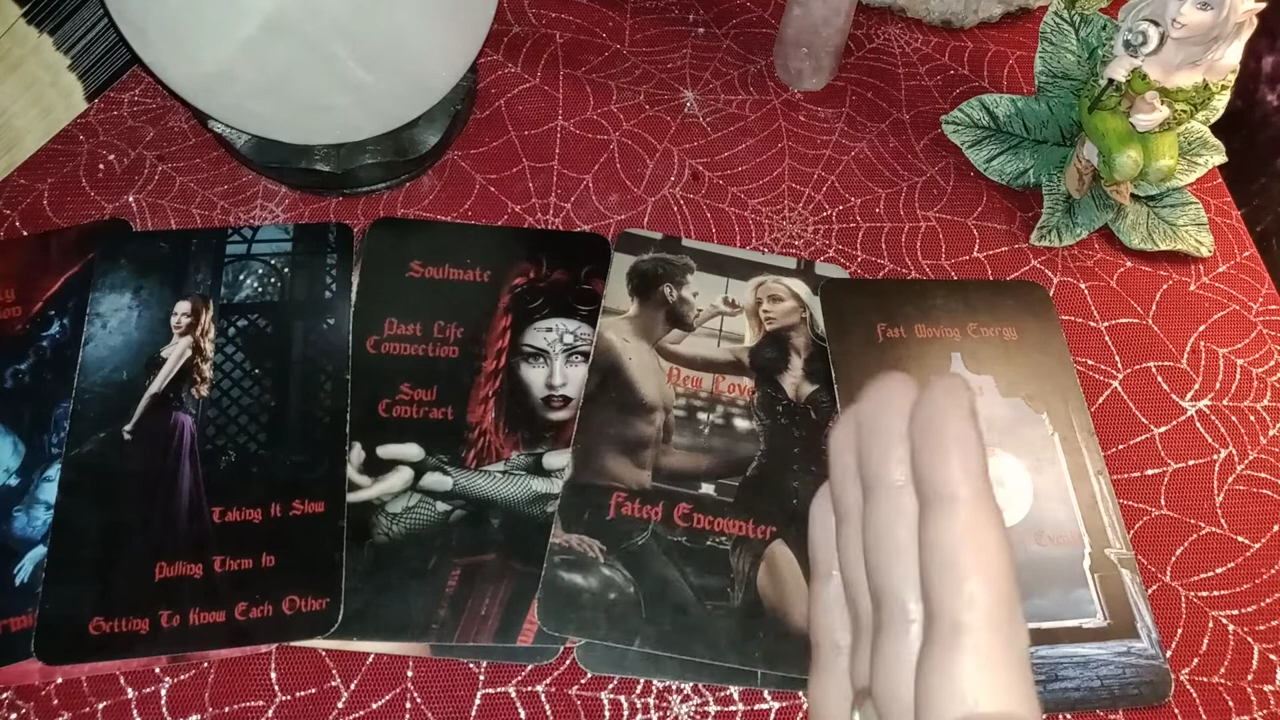 Taking It Slow
Pulling Them In
Getting To Know Each Other
Soulmate
Past Life
Connection
Soul
Contract
New Love
Fated Encounter
Fast Moving Energy